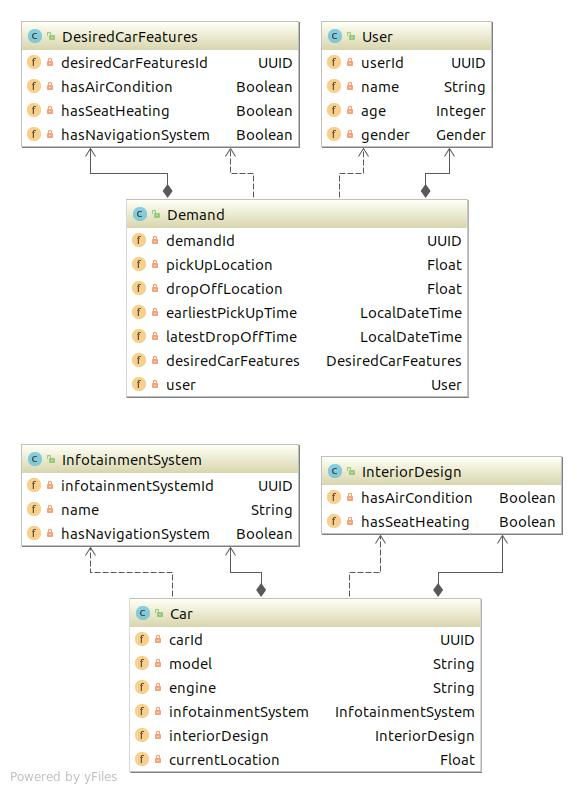 DesiredCarFeatures
desiredCarFeaturesId UUID
hasAirCondition Boolean
hasSeatHeating Boolean
hasNavigationSystem Boolean
User
userId UUID
name String
age Integer
gender Gender
Demand
demandId UUID
pickUpLocation Float
dropOffLocation Float
earliestPickUpTime LocalDateTime
latestDropOffTime LocalDateTime
desiredCarFeatures DesiredCarFeatures
user User
InfotainmentSystem
infotainmentSystemId UUID
name String
hasNavigationSystem Boolean
InteriorDesign
hasAirCondition Boolean
hasSeatHeating Boolean
Car
carId UUID
model String
engine String
infotainmentSystem InfotainmentSystem
interiorDesign InteriorDesign
currentLocation Float
Powered by yFiles